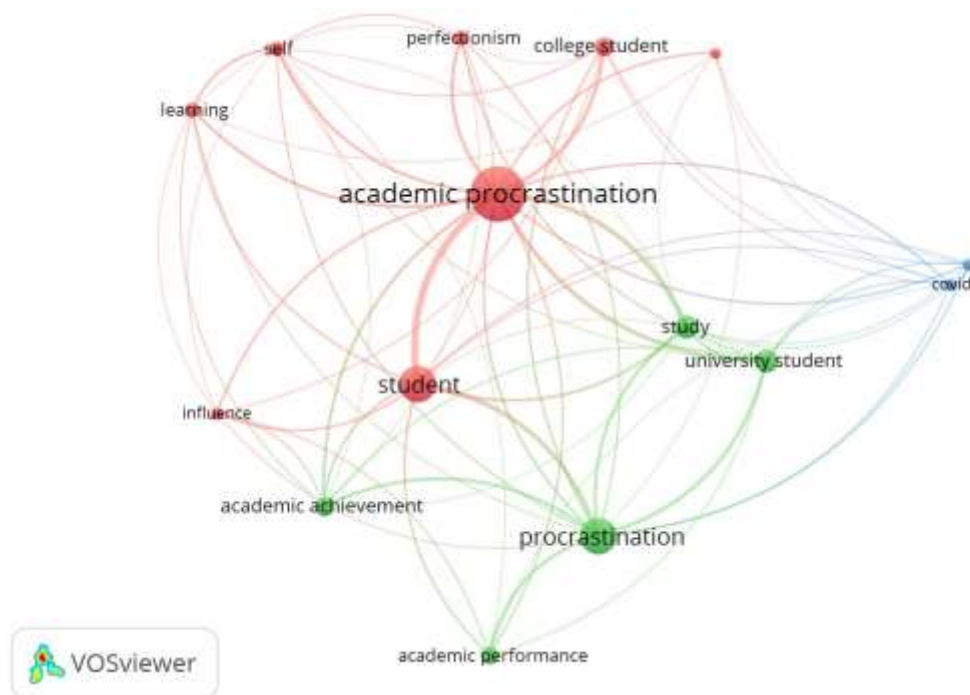 perfectionism
self
college student
learning
academic procrastination
covid
study
university student
student
influence
academic achievement
procrastination
academic performance
VOSviewer